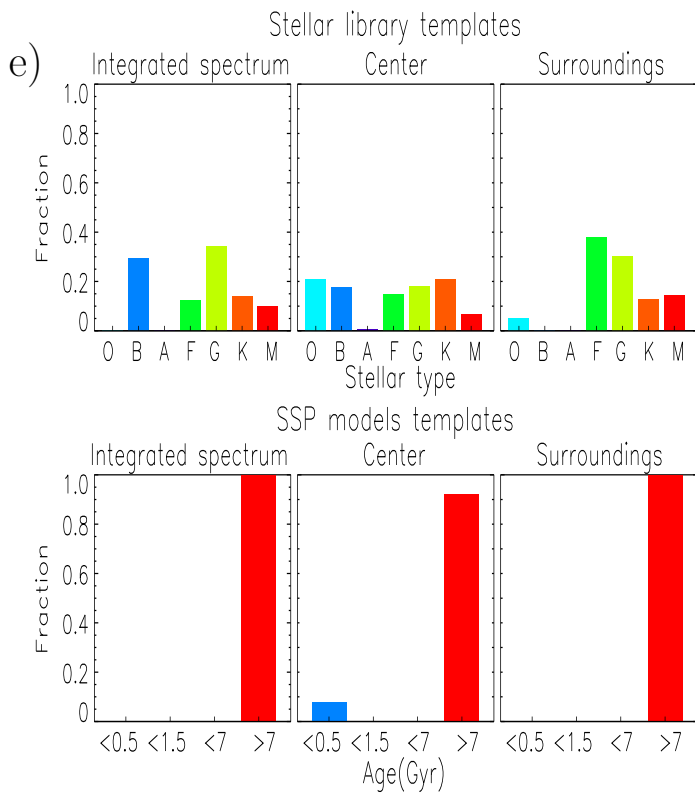 Stellar library templates
e)
Integrated spectrum Center Surroundings
1.0
0.8
0.6
0.4
0.2
0
Fraction
O B A F G K M O B A F G K M O B A F G K M
Stellar type
SSP models templates
Integrated spectrum Center Surroundings
1.0
0.8
0.6
0.4
0.2
0
Fraction
<0.5 <1.5 <7 >7 <0.5 <1.5 <7 >7 <0.5 <1.5 <7 >7
Age(Gyr)